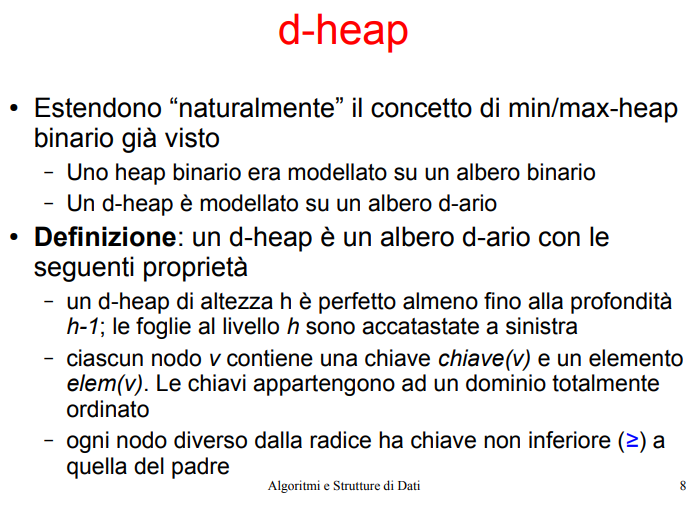 d-heap
• Estendono “naturalmente” il concetto di min/max-heap
binario già visto
– Uno heap binario era modellato su un albero binario
– Un d-heap è modellato su un albero d-ario
• Definizione: un d-heap è un albero d-ario con le
seguenti proprietà
– un d-heap di altezza h è perfetto almeno fino alla profondità
h-1; le foglie al livello h sono accatastate a sinistra
– ciascun nodo v contiene una chiave chiave(v) e un elemento
elem(v). Le chiavi appartengono ad un dominio totalmente
ordinato
– ogni nodo diverso dalla radice ha chiave non inferiore (≥) a
quella del padre
Algoritmi e Strutture di Dati
8